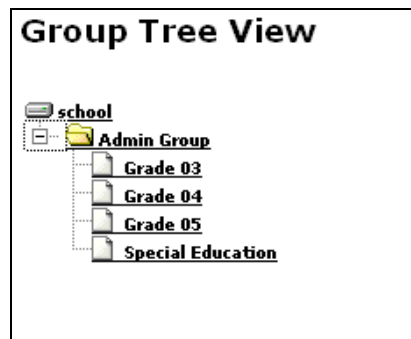 Group Tree View
school
Admin Group
Grade 03
Grade 04
Grade 05
Special Education